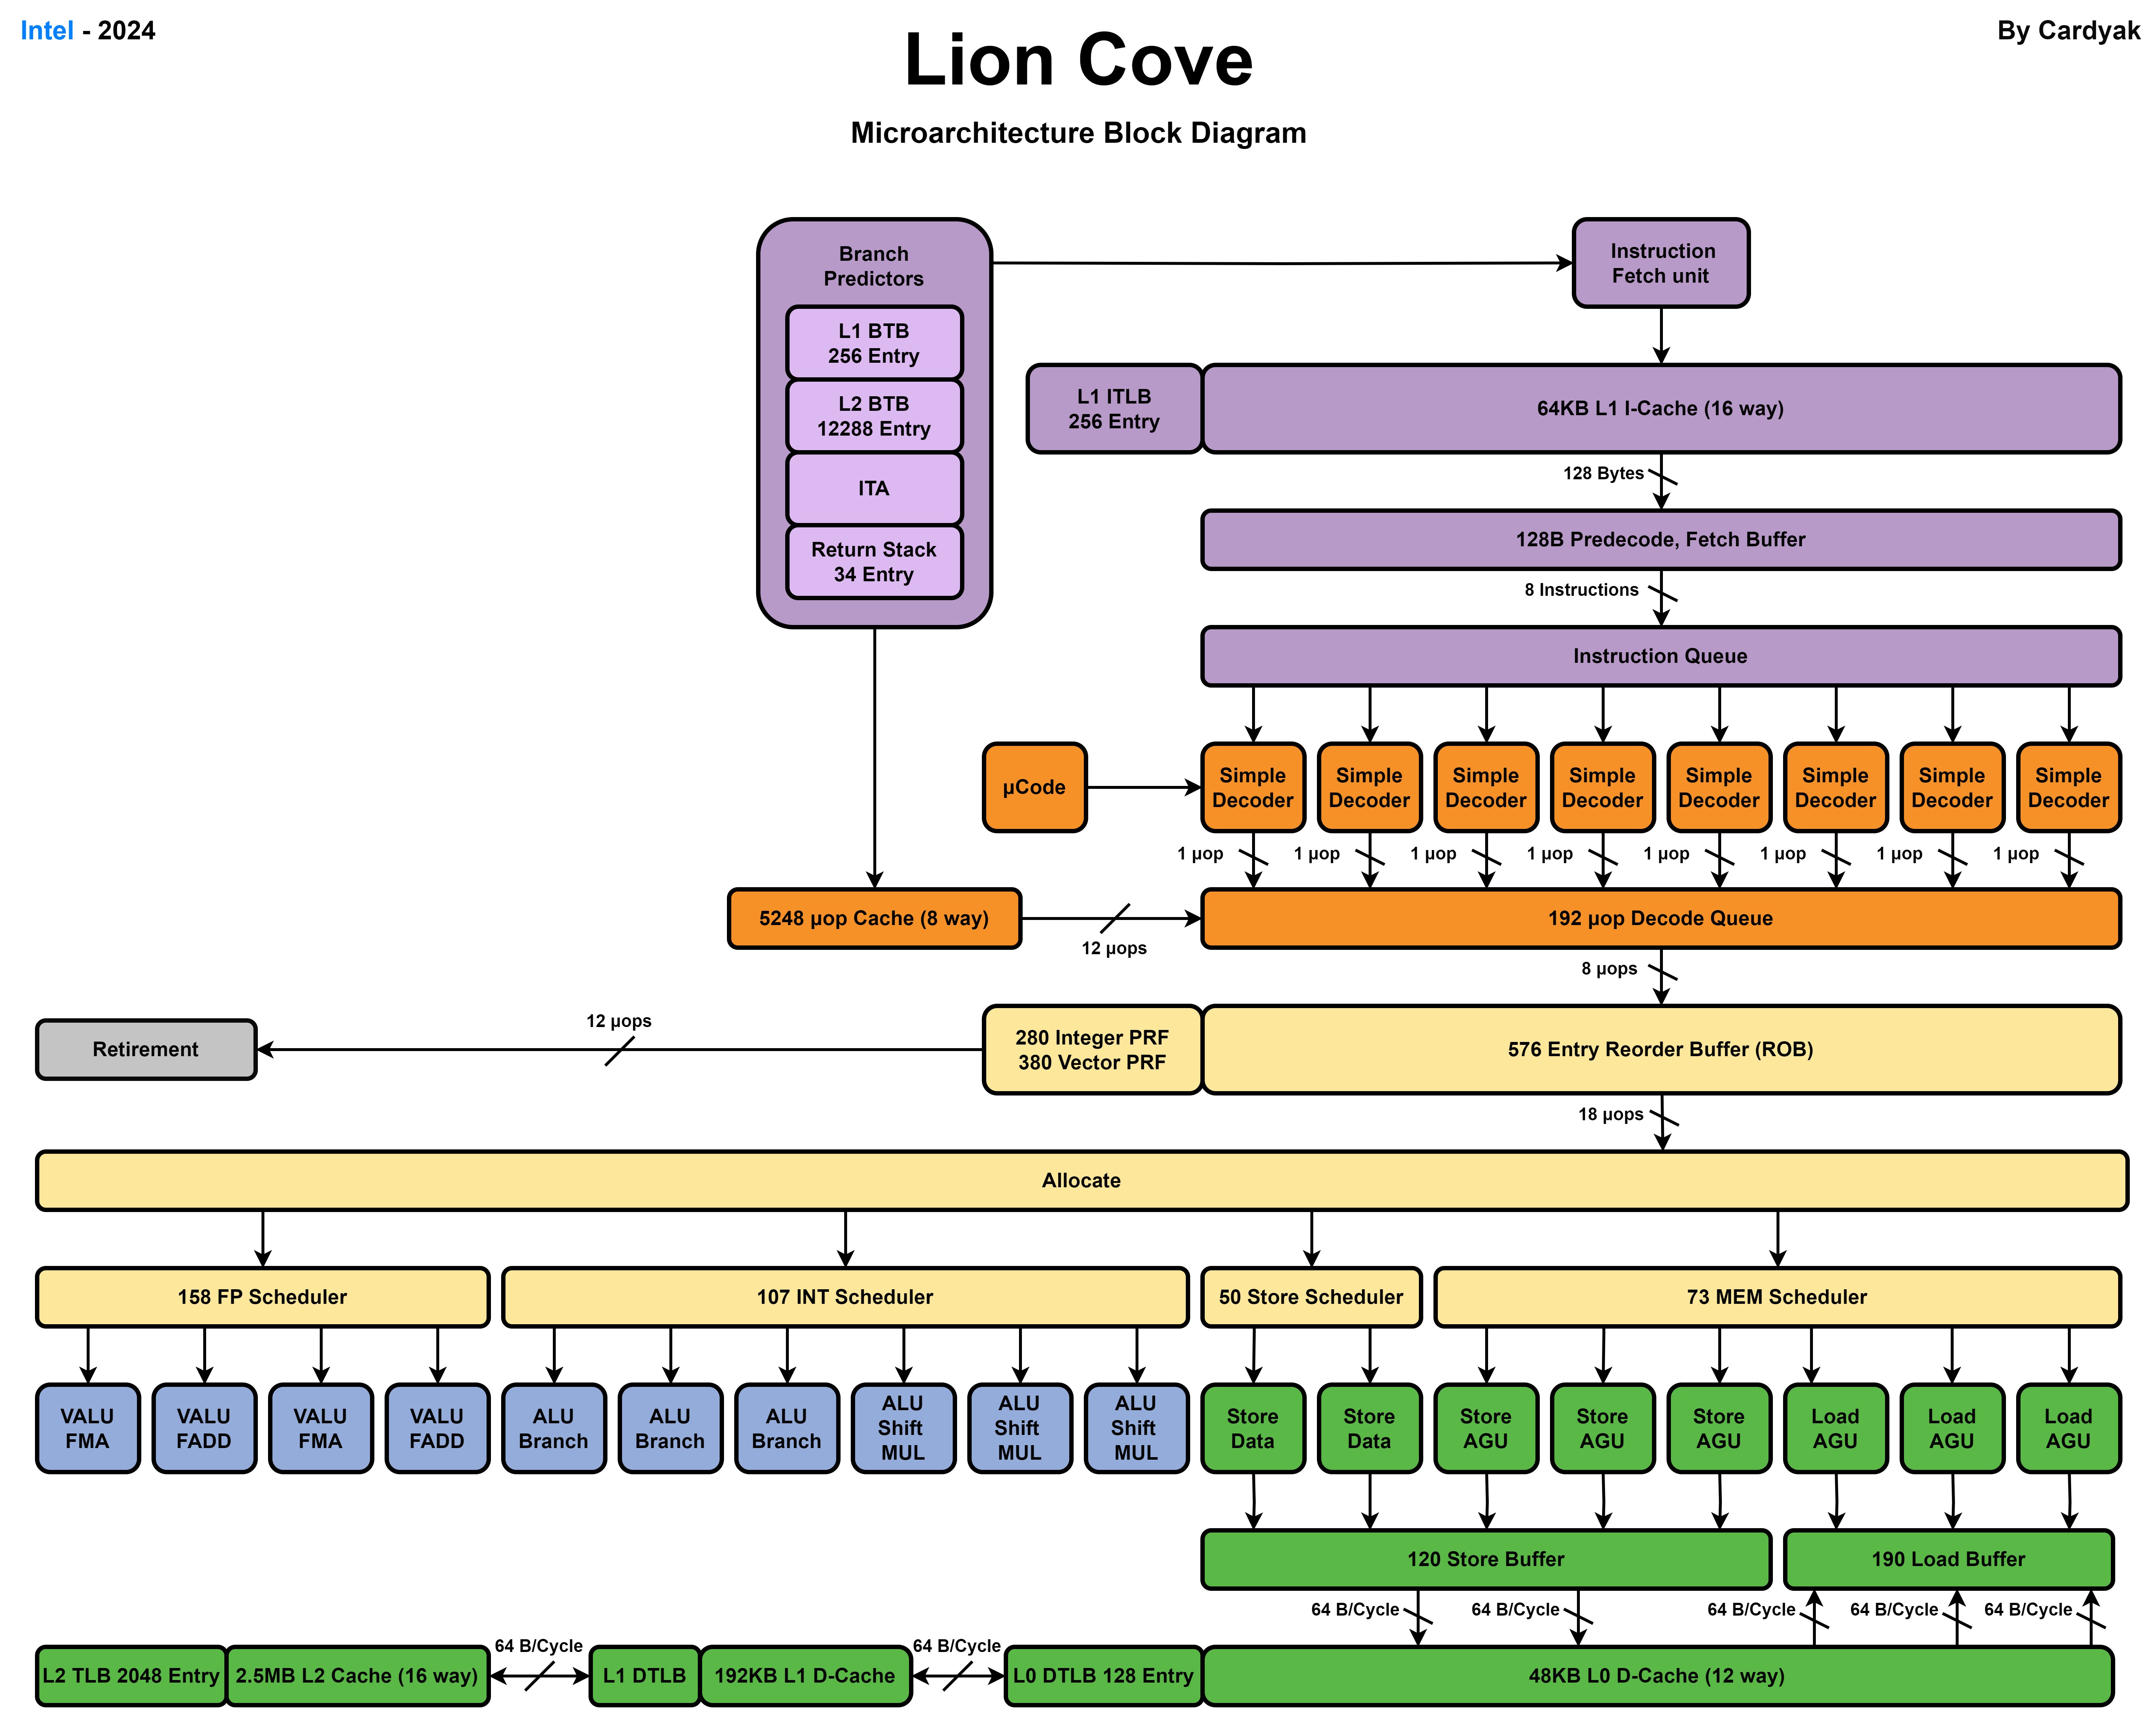 Intel - 2024
By Cardyak
Lion Cove
Microarchitecture Block Diagram
Branch
Predictors
L1 BTB
256 Entry
L2 BTB
12288 Entry
ITA
Return Stack
34 Entry
Instruction
Fetch unit
L1 ITLB
256 Entry
64KB L1 I-Cache (16 way)
128 Bytes
128B Predecode, Fetch Buffer
8 Instructions
Instruction Queue
µCode
Simple
Decoder
Simple
Decoder
Simple
Decoder
Simple
Decoder
Simple
Decoder
Simple
Decoder
Simple
Decoder
Simple
Decoder
1 µop
1 µop
1 µop
1 µop
1 µop
1 µop
1 µop
1 µop
5248 µop Cache (8 way)
12 µops
192 µop Decode Queue
8 µops
Retirement
12 µops
280 Integer PRF
380 Vector PRF
576 Entry Reorder Buffer (ROB)
18 µops
Allocate
158 FP Scheduler
107 INT Scheduler
50 Store Scheduler
73 MEM Scheduler
VALU
FMA
VALU
FADD
VALU
FMA
VALU
FADD
ALU
Branch
ALU
Branch
ALU
Branch
ALU
Shift
MUL
ALU
Shift
MUL
ALU
Shift
MUL
Store
Data
Store
Data
Store
AGU
Store
AGU
Store
AGU
Load
AGU
Load
AGU
Load
AGU
120 Store Buffer
190 Load Buffer
64 B/Cycle
64 B/Cycle
64 B/Cycle
64 B/Cycle
64 B/Cycle
L2 TLB 2048 Entry
2.5MB L2 Cache (16 way)
64 B/Cycle
L1 DTLB
192KB L1 D-Cache
64 B/Cycle
L0 DTLB 128 Entry
48KB L0 D-Cache (12 way)